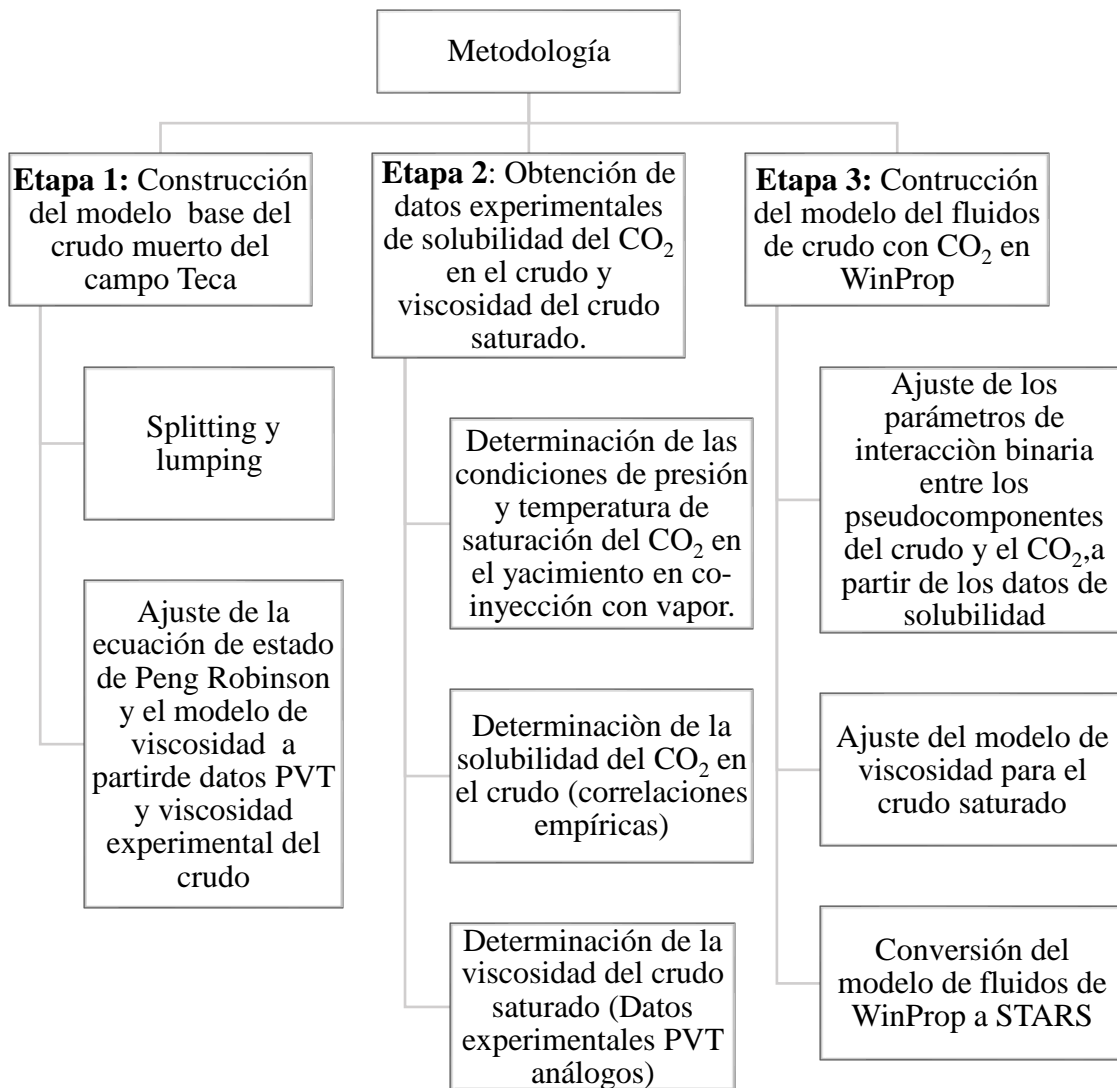 Metodología
Etapa 1: Construcción
del modelo base del
crudo muerto del
campo Teca
Splitting y
lumping
Ajuste de la
ecuación de estado
de Peng Robinson
y el modelo de
viscosidad a
partirde datos PVT
y viscosidad
experimental del
crudo
Etapa 2: Obtención de
datos experimentales
de solubilidad del CO₂
en el crudo y
viscosidad del crudo
saturado.
Determinación de las
condiciones de presión
y temperatura de
saturación del CO₂ en
el yacimiento en co-
inyección con vapor.
Determinaciòn de la
solubilidad del CO₂ en
el crudo (correlaciones
empíricas)
Determinación de la
viscosidad del crudo
saturado (Datos
experimentales PVT
análogos)
Etapa 3: Contrucción
del modelo del fluidos
de crudo con CO₂ en
WinProp
Ajuste de los
parámetros de
interacciòn binaria
entre los
pseudocomponentes
del crudo y el CO₂,a
partir de los datos de
solubilidad
Ajuste del modelo de
viscosidad para el
crudo saturado
Conversión del
modelo de fluidos de
WinProp a STARS